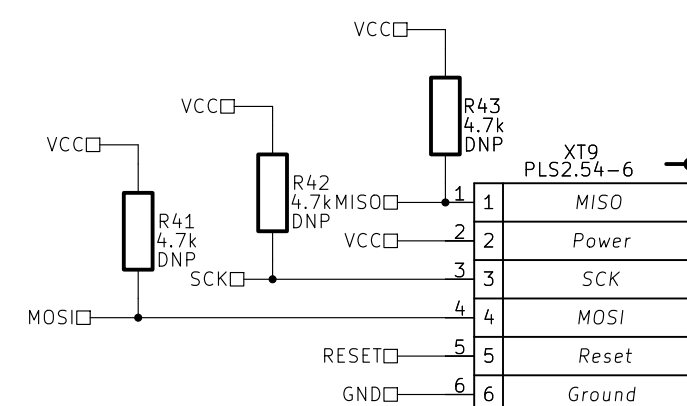 VCC
R43
4.7k
DNP
VCC
R42
4.7k
DNP
VCC
R41
4.7k
DNP
XT9
PLS2.54-6
MISO 1 1 MISO
VCC 2 2 Power
SCK 3 3 SCK
MOSI 4 4 MOSI
RESET 5 5 Reset
GND 6 6 Ground